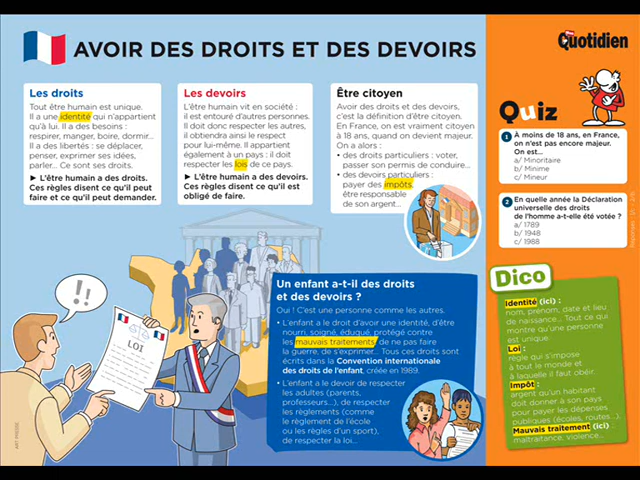 AVOIR DES DROITS ET DES DEVOIRS
Les droits
Tout être humain est unique.
Il a une identité qui n'appartient
qu'à lui. Il a des besoins :
respirer, manger, boire, dormir...
Il a des libertés : se déplacer,
penser, exprimer ses idées,
parler... Ce sont ses droits.
► L'être humain a des droits.
Ces règles disent ce qu'il peut
faire et ce qu'il peut demander.
Les devoirs
L'être humain vit en société :
il est entouré d'autres personnes.
Il doit donc respecter les autres,
il obtiendra ainsi le respect
pour lui-même. Il appartient
également à un pays : il doit
respecter les lois de ce pays.
► L'être humain a des devoirs.
Ces règles disent ce qu'il est
obligé de faire.
Être citoyen
Avoir des droits et des devoirs,
c'est la définition d'être citoyen.
En France, on est vraiment citoyen
à 18 ans, quand on devient majeur.
On a alors :
• des droits particuliers : voter,
passer son permis de conduire...
• des devoirs particuliers :
payer des impôts,
être responsable
de son argent...
!!
LOI
Un enfant a-t-il des droits
et des devoirs ?
Oui ! C'est une personne comme les autres.
• L'enfant a le droit d'avoir une identité, d'être
nourri, soigné, éduqué, protégé contre
les mauvais traitements, de ne pas faire
la guerre, de s'exprimer... Tous ces droits sont
écrits dans la Convention internationale
des droits de l'enfant, créée en 1989.
• L'enfant a le devoir de respecter
les adultes (parents,
professeurs...), de respecter
les règlements (comme
le règlement de l'école
ou les règles d'un sport),
de respecter la loi...
Quotidien
Quiz
1 À moins de 18 ans, en France,
on n'est pas encore majeur.
On est...
a/ Minoritaire
b/ Minime
c/ Mineur
2 En quelle année la Déclaration
universelle des droits
de l'homme a-t-elle été votée ?
a/ 1789
b/ 1948
c/ 1988
Dico
Identité (ici) :
nom, prénom, date et lieu
de naissance... Tout ce qui
montre qu'une personne
est unique.
Loi :
règle qui s'impose
à tout le monde et
à laquelle il faut obéir.
Impôt :
argent qu'un habitant
doit donner à son pays
pour payer les dépenses
publiques (écoles, routes...).
Mauvais traitement (ici) :
maltraitance, violence...